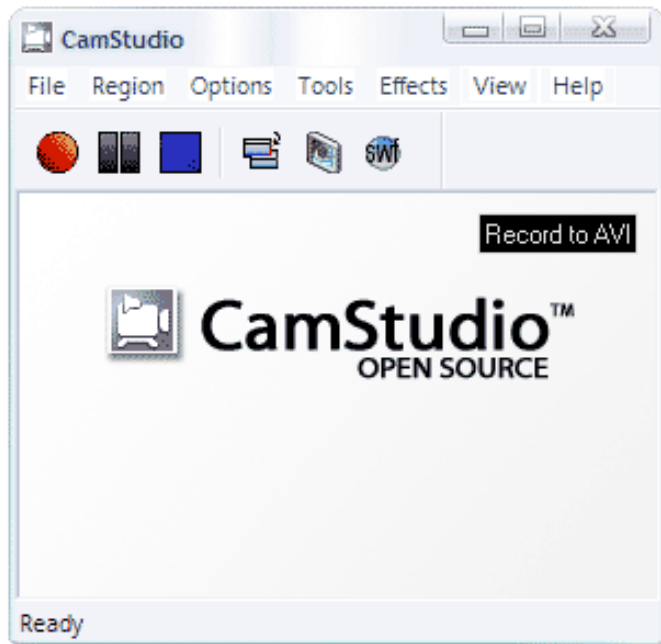 CamStudio
File Region Options Tools Effects View Help
swf
Record to AVI
CamStudio™
OPEN SOURCE
Ready